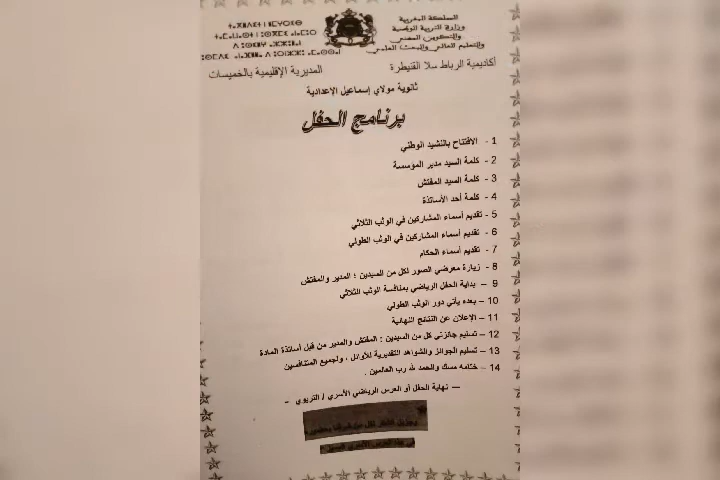 المملكة المغربية
وزارة التربية الوطنية
والتكوين المهني
والتعليم العالي والبحث العلمي
أكاديمية الرباط سلا القنيطرة
المديرية الإقليمية بالخميسات
ثانوية مولاي إسماعيل الإعدادية
برنامج الحفل
1 - الافتتاح بالنشيد الوطني
2 - كلمة السيد مدير المؤسسة
3 - كلمة السيد المفتش
4 - كلمة أحد الأساتذة
5 - تقديم أسماء المشاركين في الوثب الثلاثي
6 - تقديم أسماء المشاركين في الوثب الطولي
7 - تقديم أسماء الحكام
8 - زيارة معرضي الصور لكل من السيدين ؛ المدير والمفتش
9 - بداية الحفل الرياضي بمنافسة الوثب الثلاثي
10 – بعده يأتي دور الوثب الطولي
11 – الإعلان عن النتائج النهائية
12 – تسليم جائزتي كل من السيدين : المفتش والمدير من قبل أساتذة المادة
13 – تسليم الجوائز والشواهد التقديرية للأوائل ، ولجميع المتنافسين
14 – ختامه مسك والحمد لله رب العالمين .
— نهاية الحفل أو العرس الرياضي الأسري / التربوي –